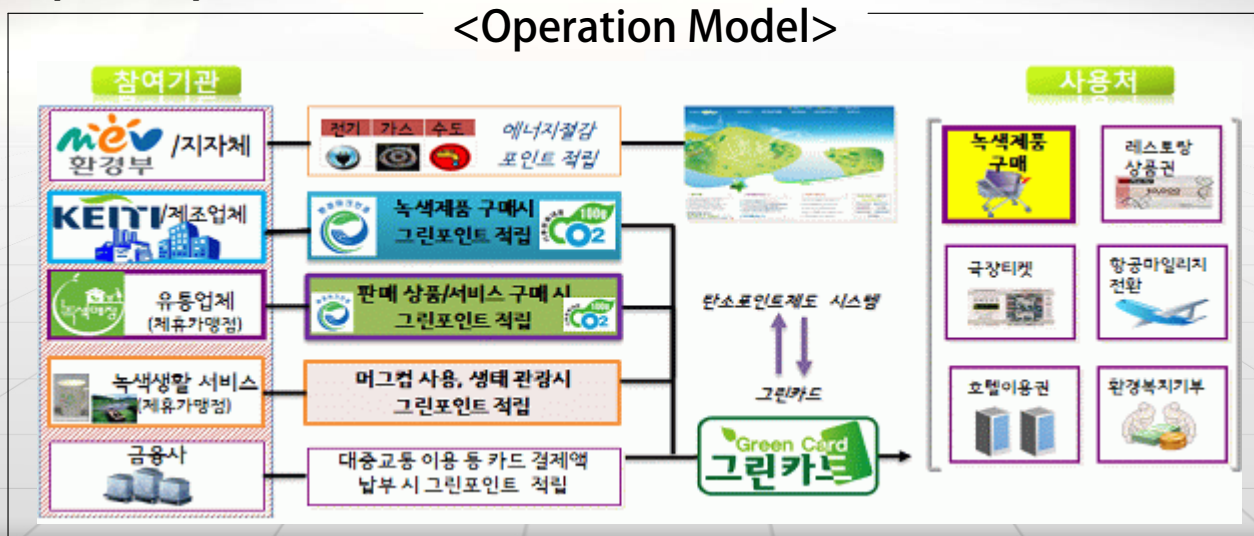 <Operation Model>
참여기관
사용처
mev
환경부
/지자체
전기 가스 수도
에너지절감
포인트 적립
KEITI/제조업체
녹색제품 구매시
그린포인트 적립
100g
CO2
녹색매장
유통업체
(제휴가맹점)
판매 상품/서비스 구매 시
그린포인트 적립
CO2
녹색생활 서비스
(제휴가맹점)
머그컵 사용, 생태 관광시
그린포인트 적립
금융사
대중교통 이용 등 카드 결제액
납부 시 그린포인트 적립
탄소포인트제도 시스템
그린카드
Green Card
그린카드
녹색제품
구매
레스토랑
상품권
극장티켓
항공마일리지
전환
호텔이용권
환경복지기부